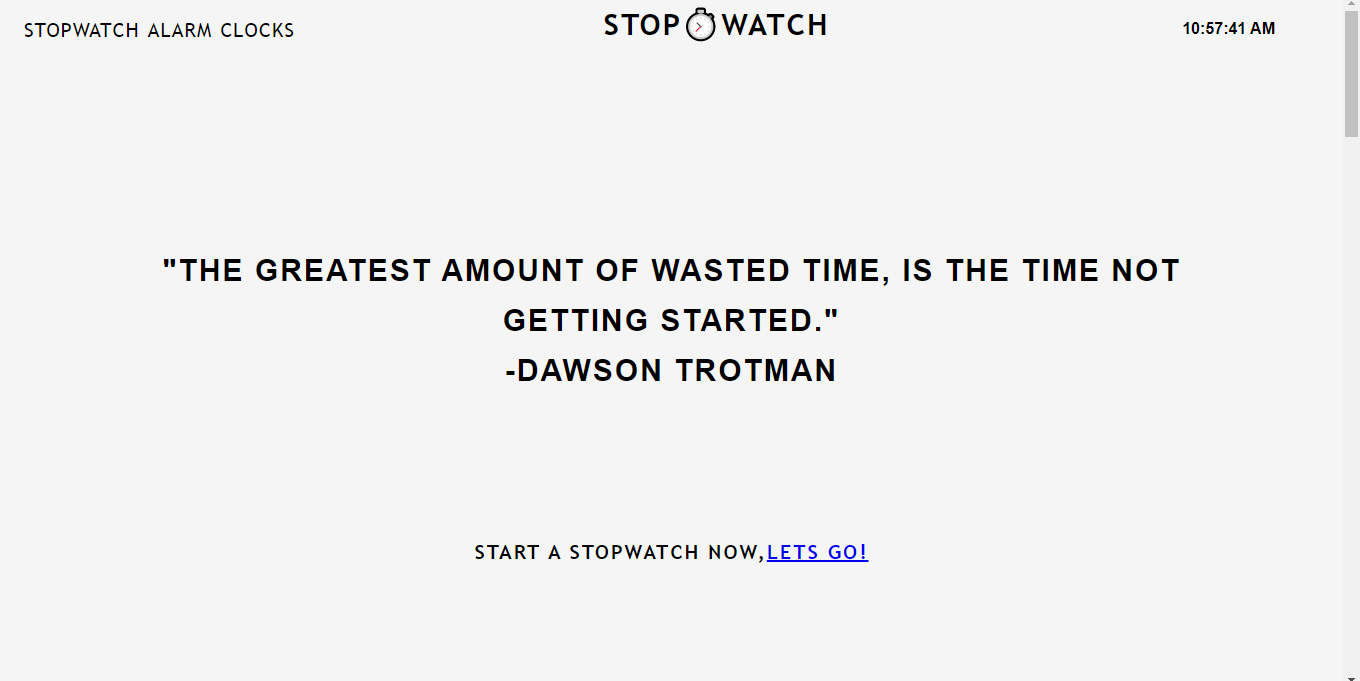 STOPWATCH ALARM CLOCKS
STOP WATCH
10:57:41 AM
"THE GREATEST AMOUNT OF WASTED TIME, IS THE TIME NOT
GETTING STARTED."
-DAWSON TROTMAN
START A STOPWATCH NOW,LETS GO!